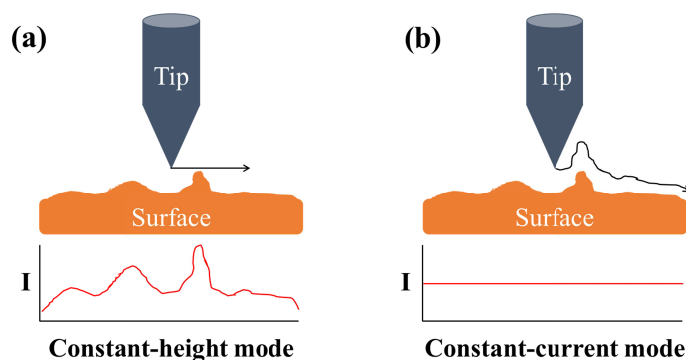 (a)
Tip
Surface
I
Constant-height mode
(b)
Tip
Surface
I
Constant-current mode